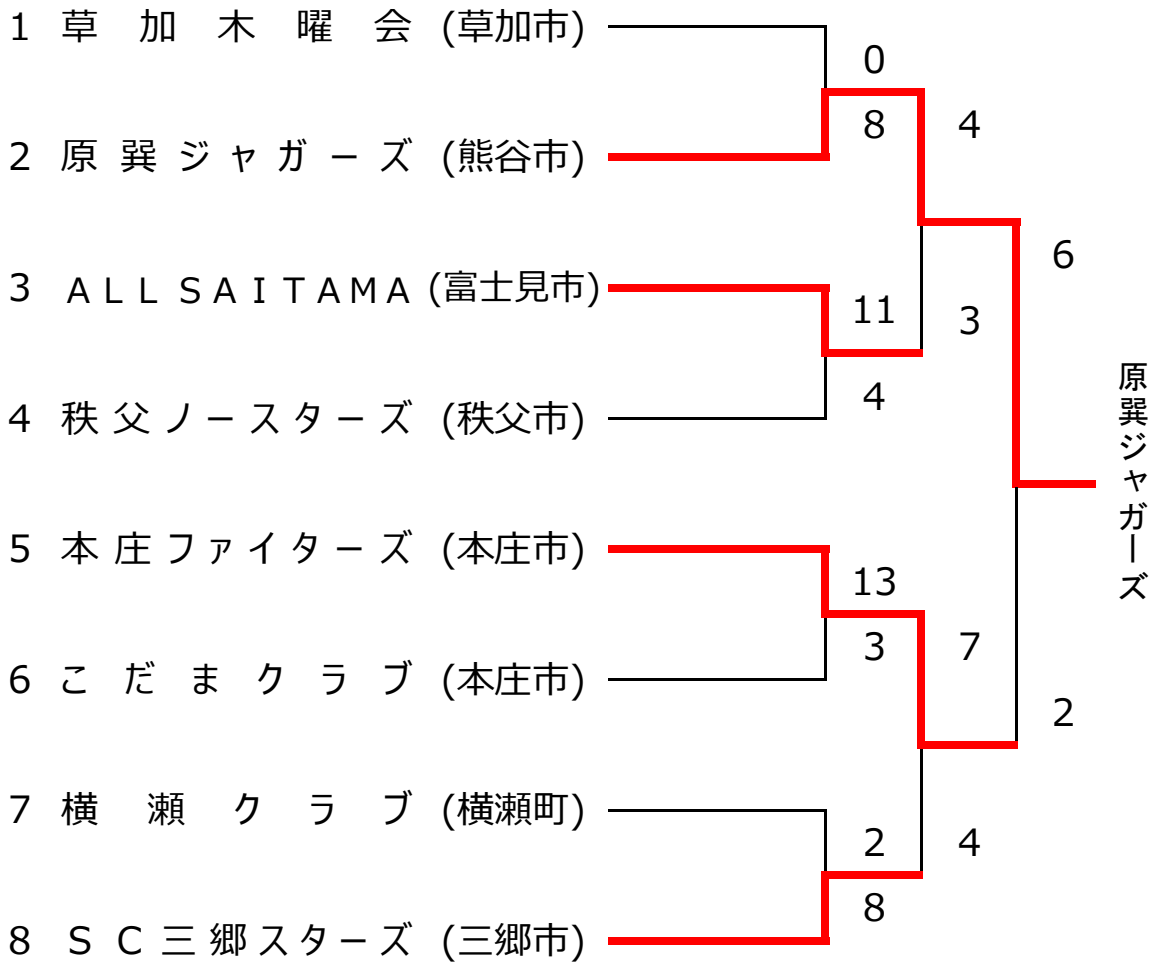 1 草加木曜会 (草加市)
0
8
4
2 原巽ジャガーズ (熊谷市)
6
3 ALL SAITAMA (富士見市)
11
3
4
4 秩父ノースターズ (秩父市)
原巽ジャガーズ
5 本庄ファイターズ (本庄市)
13
3
7
6 こだまクラブ (本庄市)
2
7 横瀬クラブ (横瀬町)
2
4
8
8 SC三郷スターズ (三郷市)